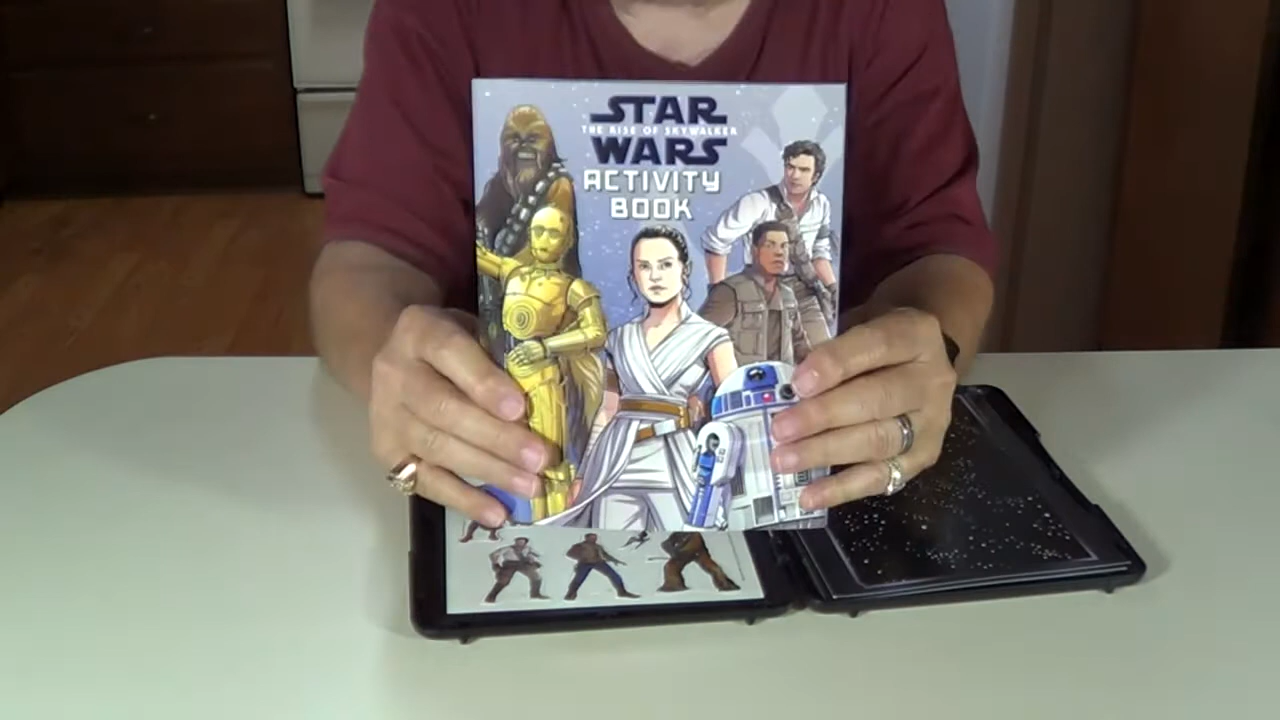 STAR
THE RISE OF SKYWALKER
WARS
ACTIVITY
BOOK